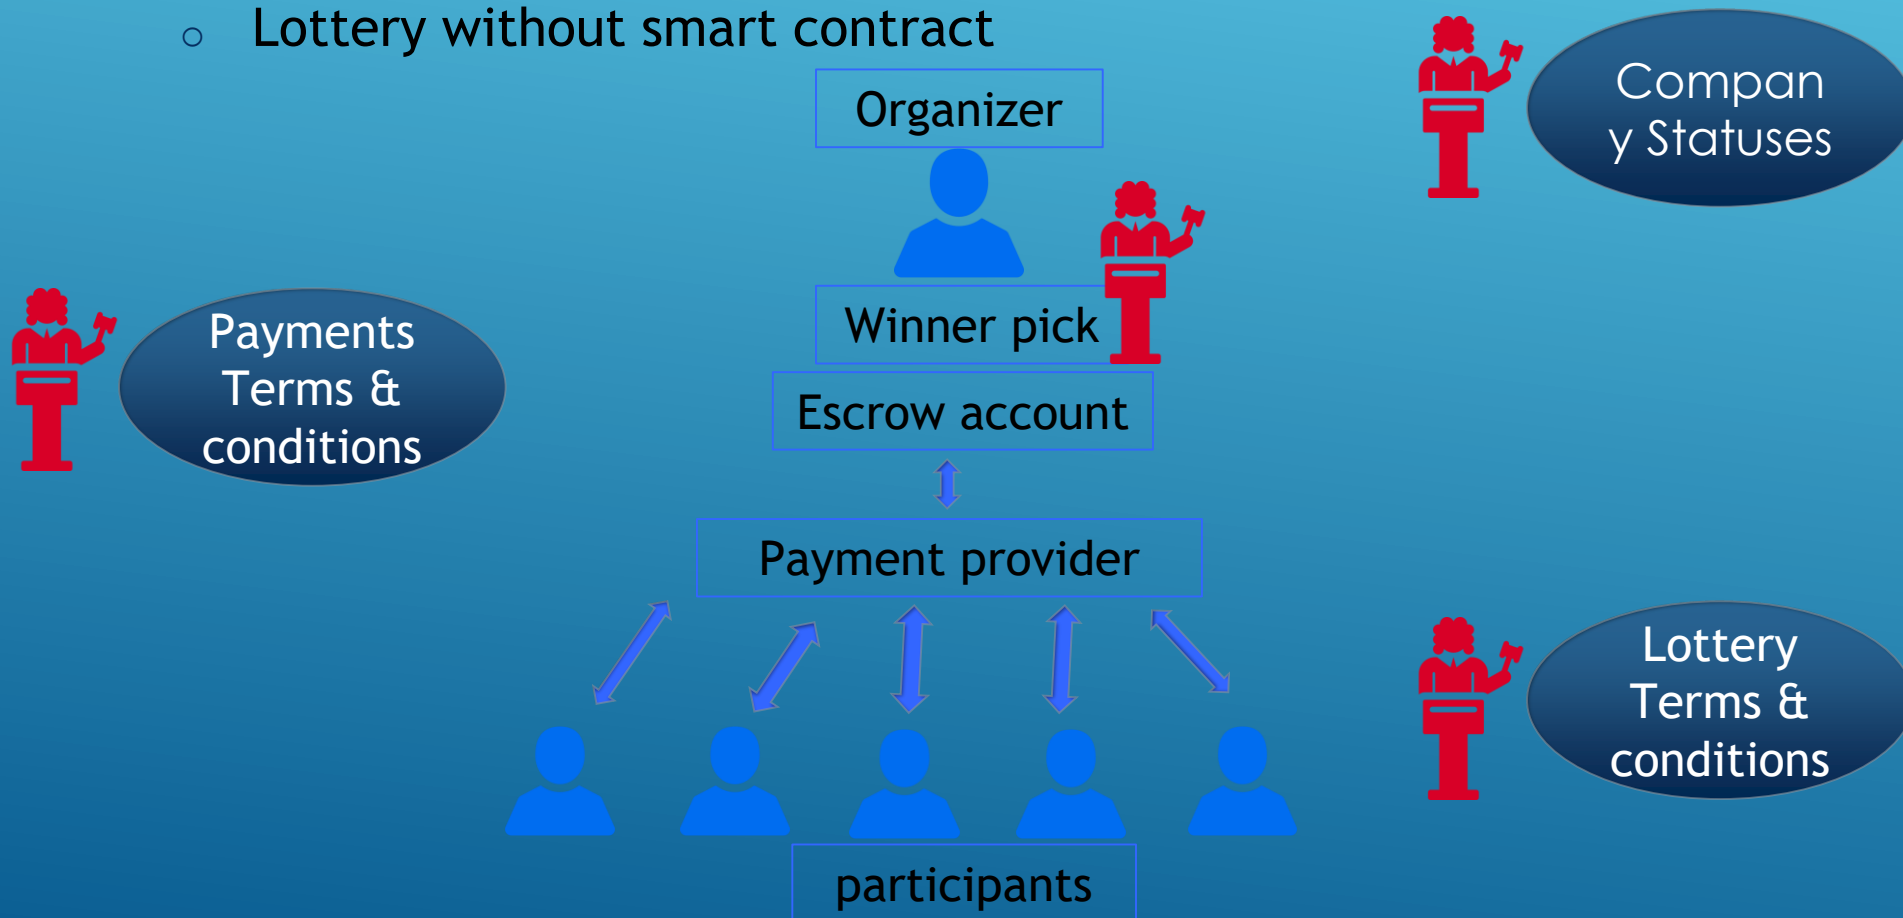 Lottery without smart contract
Organizer
Compan
y Statuses
Winner pick
Payments
Terms &
conditions
Escrow account
Payment provider
Lottery
Terms &
conditions
participants